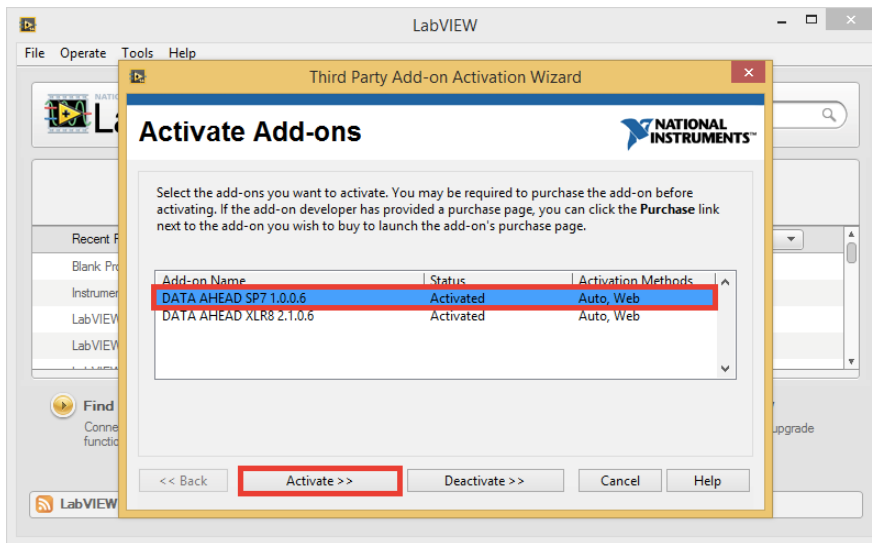 LabVIEW
File Operate Tools Help
Third Party Add-on Activation Wizard
NATIO
La
Activate Add-ons
NATIONAL
INSTRUMENTS™
Select the add-ons you want to activate. You may be required to purchase the add-on before
activating. If the add-on developer has provided a purchase page, you can click the Purchase link
next to the add-on you wish to buy to launch the add-on's purchase page.
Recent
Blank
Instrumer
LabVIEW
LabVIEW
Add-on Name Status Activation Methods
DATA AHEAD SP7 1.0.0.6 Activated Auto, Web
DATA AHEAD XLR8 2.1.0.6 Activated Auto, Web
Find
Conne
functio
upgrade
<< Back Activate >> Deactivate >> Cancel Help
LabVIEW